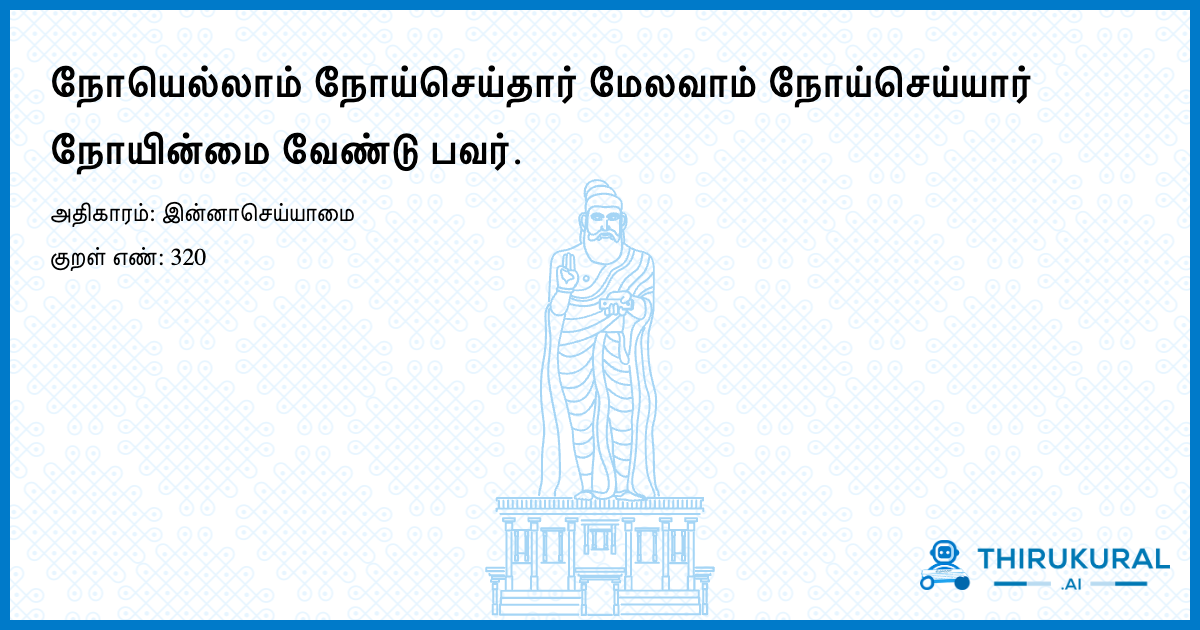 நோயெல்லாம் நோய்செய்தார் மேலவாம் நோய்செய்யார்
நோயின்மை வேண்டு பவர்.
அதிகாரம்: இன்னாசெய்யாமை
குறள் எண்: 320
THIRUKURAL
.AI